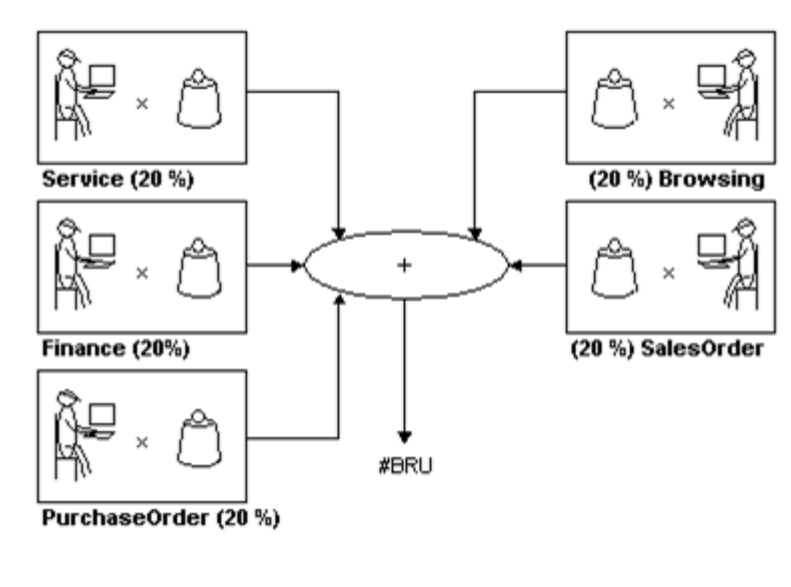 ×
×
Service (20 %)
(20 %) Browsing
×
+
×
Finance (20%)
(20 %) SalesOrder
×
#BRU
PurchaseOrder (20 %)